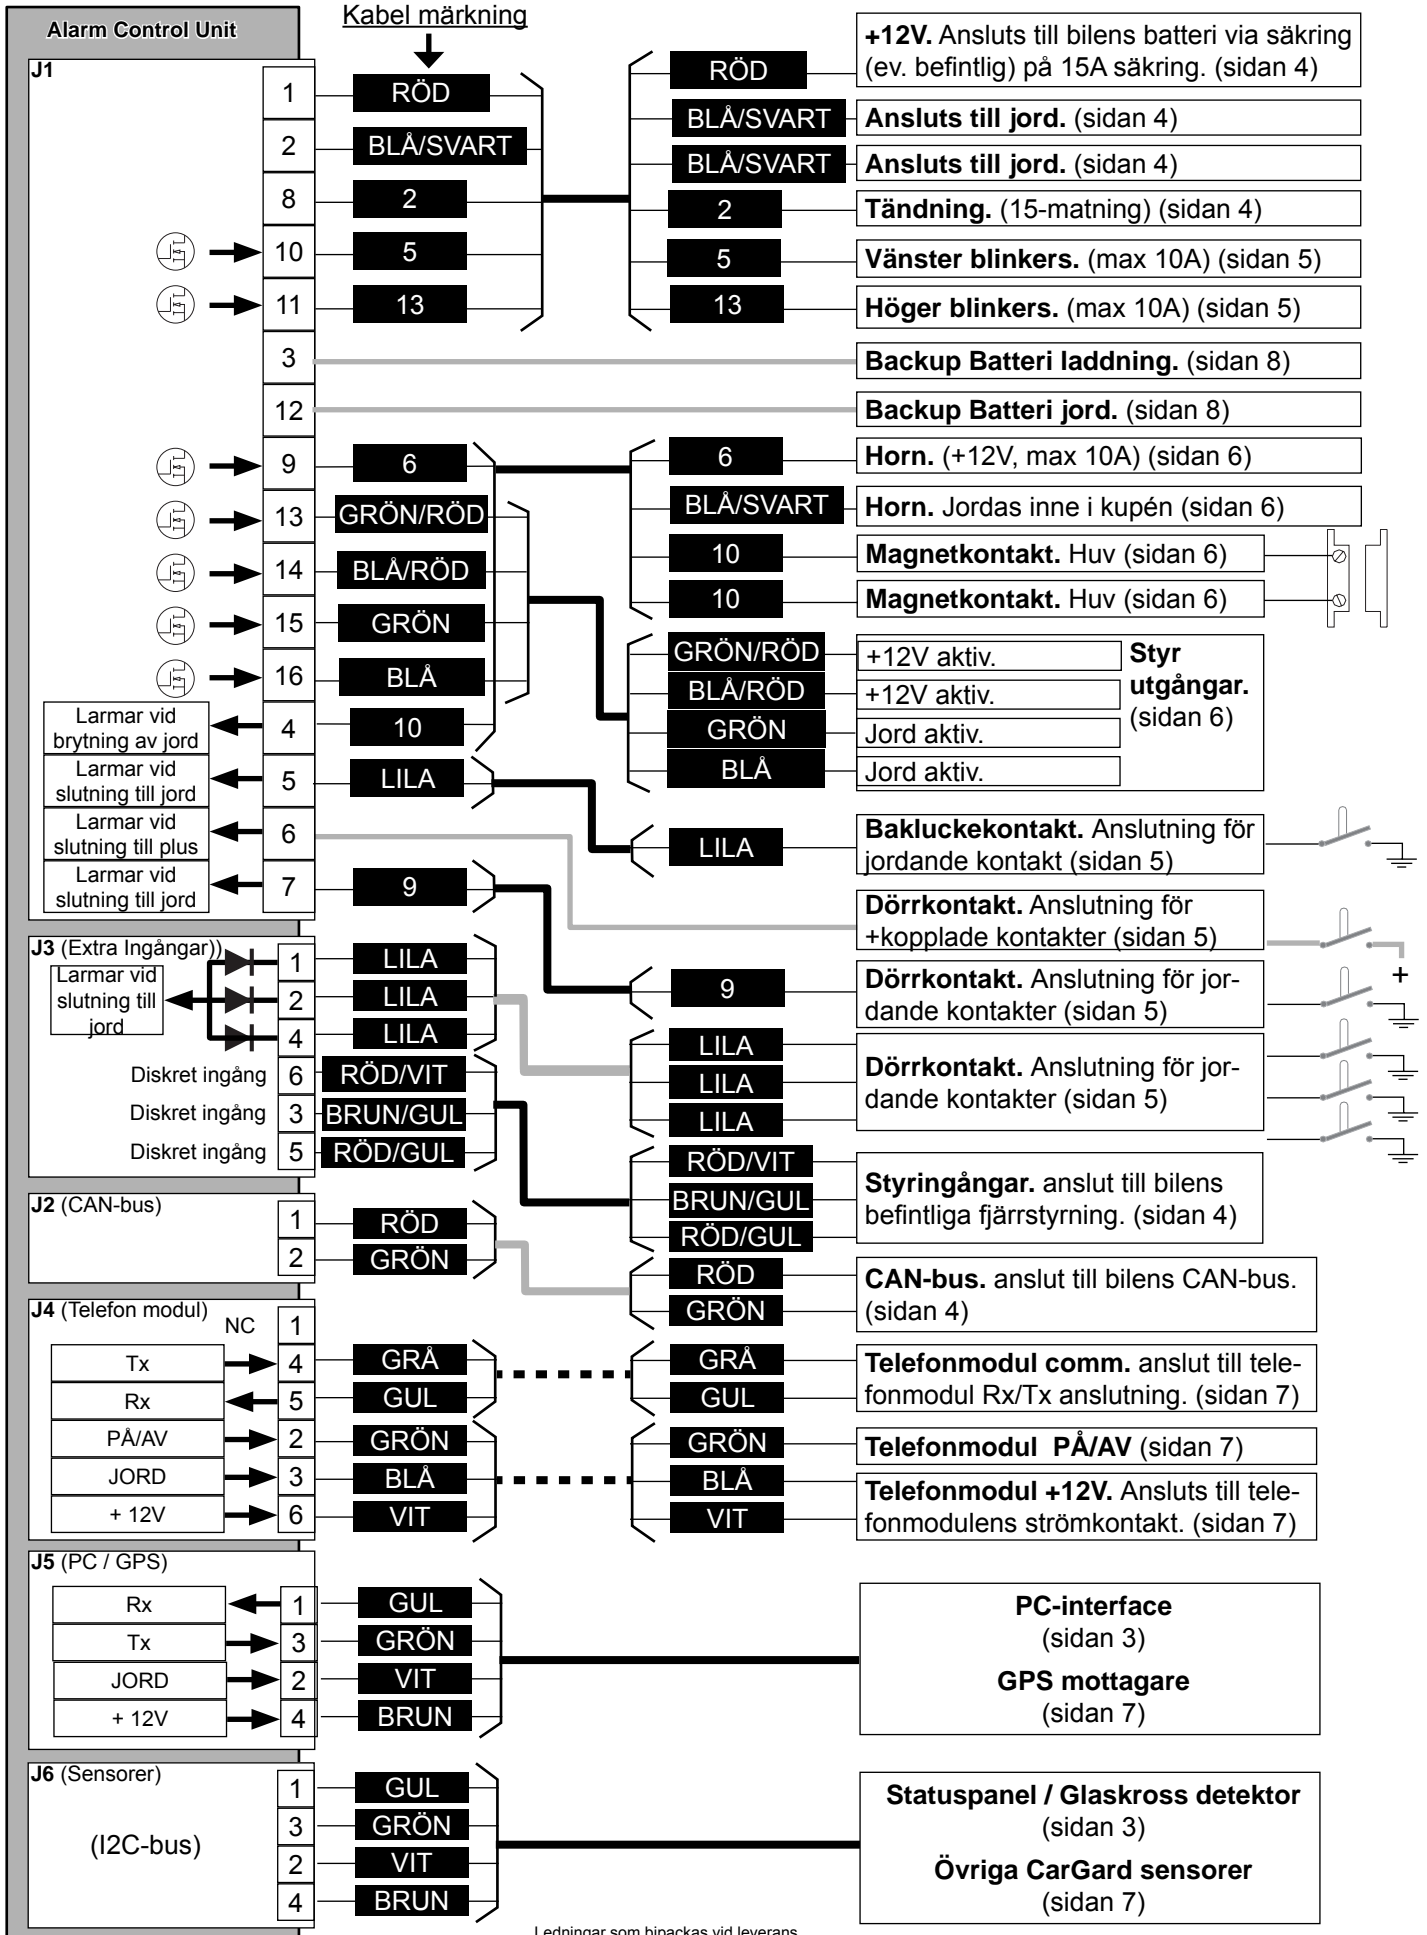 Alarm Control Unit
Kabel märkning
J1
1
RÖD
2
BLÅ/SVART
8
2
10
5
11
13
3
12
9
6
13
GRÖN/RÖD
14
BLÅ/RÖD
15
GRÖN
16
BLÅ
Larmar vid
brytning av jord
4
10
Larmar vid
slutning till jord
5
LILA
Larmar vid
slutning till plus
6
Larmar vid
slutning till jord
7
9
RÖD
+12V. Ansluts till bilens batteri via säkring
(ev. befintlig) på 15A säkring. (sidan 4)
BLÅ/SVART
Ansluts till jord. (sidan 4)
BLÅ/SVART
Ansluts till jord. (sidan 4)
2
Tändning. (15-matning) (sidan 4)
5
Vänster blinkers. (max 10A) (sidan 5)
13
Höger blinkers. (max 10A) (sidan 5)
Backup Batteri laddning. (sidan 8)
Backup Batteri jord. (sidan 8)
6
Horn. (+12V, max 10A) (sidan 6)
BLÅ/SVART
Horn. Jordas inne i kupén (sidan 6)
10
Magnetkontakt. Huv (sidan 6)
10
Magnetkontakt. Huv (sidan 6)
GRÖN/RÖD
+12V aktiv.
BLÅ/RÖD
+12V aktiv.
GRÖN
Jord aktiv.
BLÅ
Jord aktiv.
Styr
utgångar.
(sidan 6)
LILA
Bakluckekontakt. Anslutning för
jordande kontakt (sidan 5)
Dörrkontakt. Anslutning för
+kopplade kontakter (sidan 5)
+
9
Dörrkontakt. Anslutning för jor-
dande kontakter (sidan 5)
J3 (Extra Ingångar))
Larmar vid
slutning till
jord
1
LILA
2
LILA
4
LILA
Diskret ingång
6
RÖD/VIT
Diskret ingång
3
BRUN/GUL
Diskret ingång
5
RÖD/GUL
LILA
LILA
LILA
Dörrkontakt. Anslutning för jor-
dande kontakter (sidan 5)
RÖD/VIT
BRUN/GUL
RÖD/GUL
Styringångar. anslut till bilens
befintliga fjärrstyrning. (sidan 4)
J2 (CAN-bus)
1
RÖD
2
GRÖN
RÖD
GRÖN
CAN-bus. anslut till bilens CAN-bus.
(sidan 4)
J4 (Telefon modul)
NC
1
Tx
4
GRÅ
Rx
5
GUL
PÅ/AV
2
GRÖN
JORD
3
BLÅ
+ 12V
6
VIT
GRÅ
GUL
Telefonmodul comm. anslut till tele-
fonmodul Rx/Tx anslutning. (sidan 7)
GRÖN
Telefonmodul PÅ/AV (sidan 7)
BLÅ
VIT
Telefonmodul +12V. Ansluts till tele-
fonmodulens strömkontakt. (sidan 7)
J5 (PC / GPS)
Rx
1
GUL
Tx
3
GRÖN
JORD
2
VIT
+ 12V
4
BRUN
PC-interface
(sidan 3)
GPS mottagare
(sidan 7)
J6 (Sensorer)
(I2C-bus)
1
GUL
3
GRÖN
2
VIT
4
BRUN
Statuspanel / Glaskross detektor
(sidan 3)
Övriga CarGard sensorer
(sidan 7)
Ledningar som bipackas vid leverans